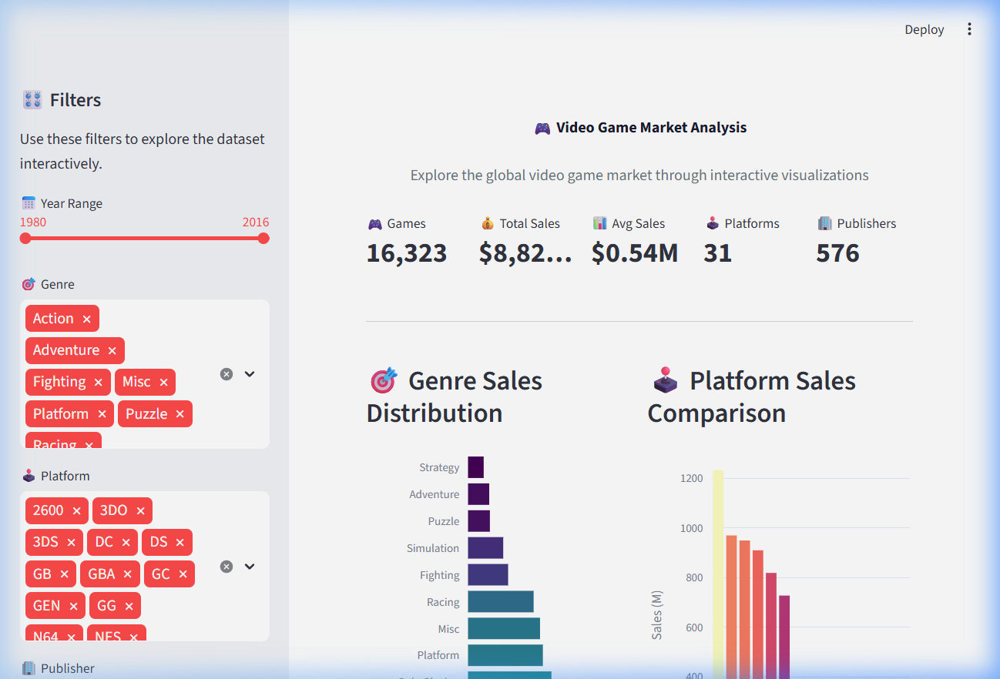 Deploy
Filters
Use these filters to explore the dataset
interactively.
Year Range
1980 2016
Genre
Action ×
Adventure ×
Fighting × Misc ×
Platform × Puzzle ×
Racing ×
Platform
2600 × 3DO ×
3DS × DC × DS ×
GB × GBA × GC ×
GEN × GG ×
N64 × NES ×
Publisher
Video Game Market Analysis
Explore the global video game market through interactive visualizations
Games Total Sales Avg Sales Platforms Publishers
16,323 $8,82... $0.54M 31 576
Genre Sales
Distribution
Strategy
Adventure
Puzzle
Simulation
Fighting
Racing
Misc
Platform
Platform Sales
Comparison
1200
1000
800
600
400
Sales (M)